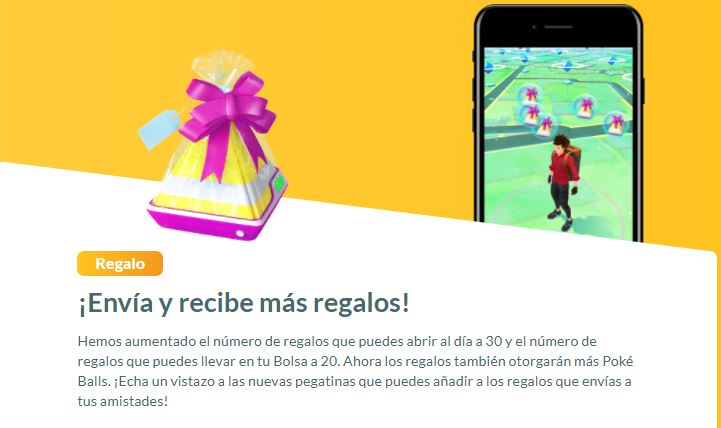 Regalo
¡Envía y recibe más regalos!
Hemos aumentado el número de regalos que puedes abrir al día a 30 y el número de
regalos que puedes llevar en tu Bolsa a 20. Ahora los regalos también otorgarán más Poké
Balls. ¡Echa un vistazo a las nuevas pegatinas que puedes añadir a los regalos que envías a
tus amistades!